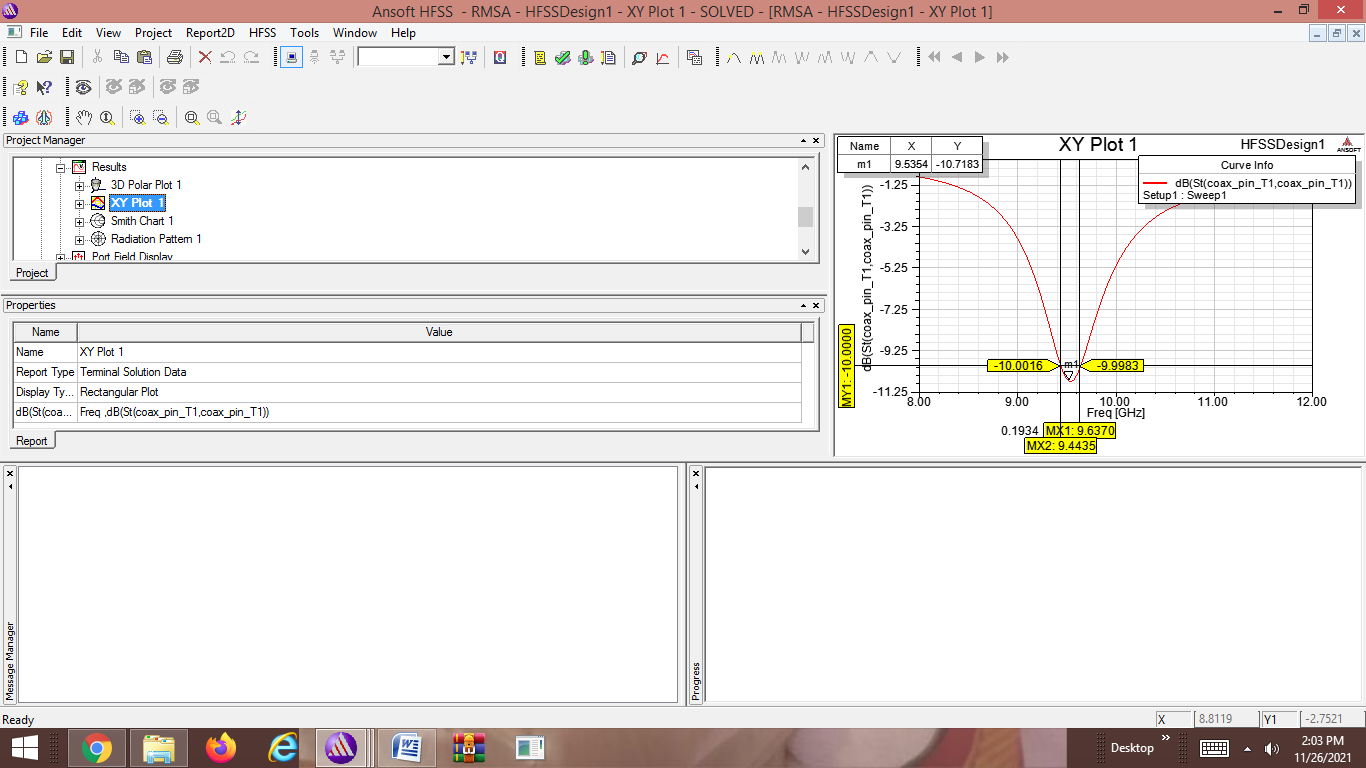 Ansoft HFSS - RMSA - HFSSDesign1 - XY Plot 1 - SOLVED - [RMSA - HFSSDesign1 - XY Plot 1]
File Edit View Project Report2D HFSS Tools Window Help
Project Manager
Results
3D Polar Plot 1
XY Plot 1
Smith Chart 1
Radiation Pattern 1
Port Field Display
Project
Properties
Name Value
Name XY Plot 1
Report Type Terminal Solution Data
Display Ty... Rectangular Plot
dB(St(coa... Freq ,dB(St(coax_pin_T1,coax_pin_T1))
Report
Name X Y
m1 9.5354 -10.7183
XY Plot 1
HFSSDesign1
ANSOFT
Curve Info
dB(St(coax_pin_T1,coax_pin_T1))
Setup1 : Sweep1
dB(St(coax_pin_T1,coax_pin_T1))
-1.25
-3.25
-5.25
-7.25
-9.25
-11.25
MY1: -10.0000
-10.0016
m1
-9.9983
8.00 9.00 10.00 11.00 12.00
Freq [GHz]
0.1934 MX1: 9.6370
MX2: 9.4435
Message Manager
Progress
Ready
X 8.8119 Y1 -2.7521
Desktop
2:03 PM
11/26/2021